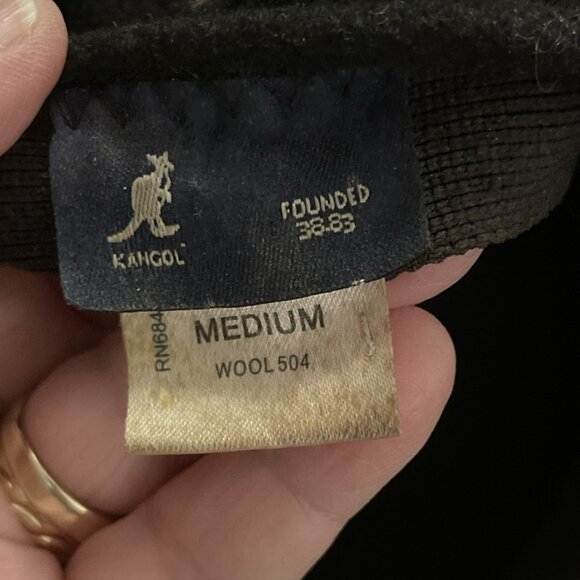 KANGOL
FOUNDED
38-83
RN684
MEDIUM
WOOL 504